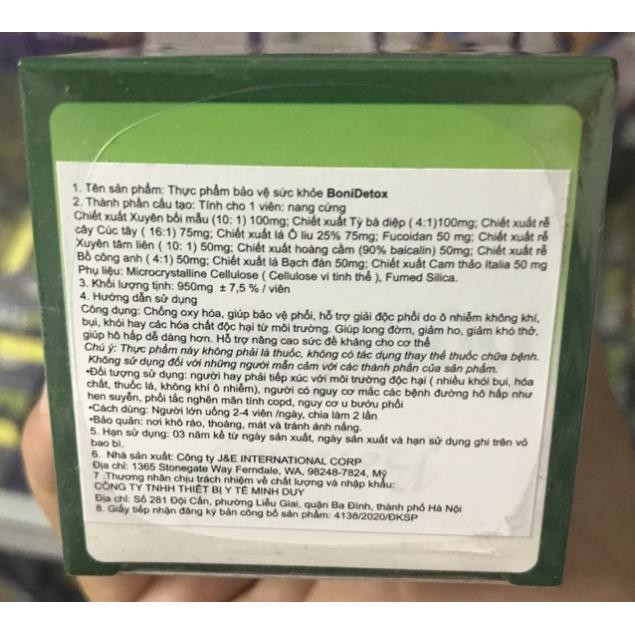 1. Tên sản phẩm: Thực phẩm bảo vệ sức khỏe BoniDetox
2. Thành phần cấu tạo: Tính cho 1 viên: nang cứng
Chiết xuất Xuyên bối mẫu (10: 1) 100mg; Chiết xuất Tỳ bà diệp ( 4:1)100mg; Chiết xuất rễ
cây Cúc tây ( 16:1) 75mg; Chiết xuất lá Ô liu 25% 75mg; Fucoidan 50 mg; Chiết xuất rễ
Xuyên tâm liên ( 10: 1) 50mg; Chiết xuất hoàng cầm (90% baicalin) 50mg; Chiết xuất rễ
Bồ công anh ( 4:1) 50mg; Chiết xuất lá Bạch đàn 50mg; Chiết xuất Cam thảo Italia 50 mg
Phụ liệu: Microcrystalline Cellulose ( Cellulose vi tinh thể ), Fumed Silica.
3. Khối lượng tịnh: 950mg ± 7,5 % / viên
4. Hướng dẫn sử dụng
Công dụng: Chống oxy hóa, giúp bảo vệ phổi, hỗ trợ giải độc phổi do ô nhiễm không khí,
bụi, khói hay các hóa chất độc hại từ môi trường. Giúp long đờm, giảm ho, giảm khó thở,
giúp hô hấp dễ dàng hơn. Hỗ trợ nâng cao sức đề kháng cho cơ thể
Chú ý: Thực phẩm này không phải là thuốc, không có tác dụng thay thế thuốc chữa bệnh.
Không sử dụng đối với những người mẫn cảm với các thành phần của sản phẩm.
•Đối tượng sử dụng: người hay phải tiếp xúc với môi trường độc hại ( nhiều khói bụi, hóa
chất, thuốc lá, không khí ô nhiễm), người có nguy cơ mắc các bệnh đường hô hấp như
hen suyễn, phổi tắc nghẽn mãn tính copd, nguy cơ u bướu phổi
•Cách dùng: Người lớn uống 2-4 viên /ngày, chia làm 2 lần
•Bảo quản: nơi khô ráo, thoáng, mát và tránh ánh nắng.
5. Hạn sử dụng: 03 năm kể từ ngày sản xuất, ngày sản xuất và hạn sử dụng ghi trên vỏ
bao bì.
6. Nhà sản xuất: Công ty J&E INTERNATIONAL CORP
Địa chỉ: 1365 Stonegate Way Ferndale, WA, 98248-7824, Mỹ
7 .Thương nhân chịu trách nhiệm về chất lượng và nhập khẩu:
CÔNG TY TNHH THIẾT BỊ Y TẾ MINH DUY
Địa chỉ: Số 281 Đội Cấn, phường Liễu Giai, quận Ba Đình, thành phố Hà Nội
8. Giấy tiếp nhận đăng ký bản công bố sản phẩm: 4138/2020/ĐKSP